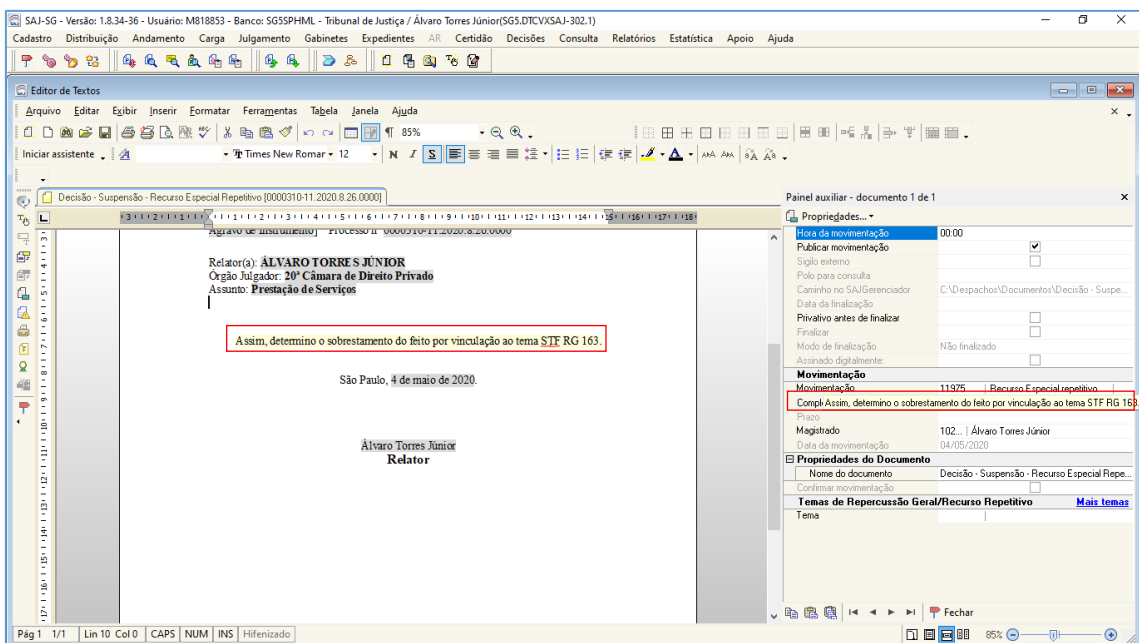 SAJ-SG - Versão: 1.8.34-36 - Usuário: M818853 - Banco: SG5SPHML - Tribunal de Justiça / Álvaro Torres Júnior(SG5.DTCVXSAJ-302.1)
Cadastro Distribuição Andamento Carga Julgamento Gabinetes Expedientes AR Certidão Decisões Consulta Relatórios Estatística Apoio Ajuda
Editor de Textos
Arquivo Editar Exibir Inserir Formatar Ferramentas Tabela Janela Ajuda
85%
Iniciar assistente Times New Romar 12 N I S
Decisão - Suspensão - Recurso Especial Repetitivo [0000310-11.2020.8.26.0000]
Agravo de Instrumento] Processo nº 0000310-11.2020.8.26.0000
Relator(a): ÁLVARO TORRES JÚNIOR
Órgão Julgador: 20ª Câmara de Direito Privado
Assunto: Prestação de Serviços
Assim, determino o sobrestamento do feito por vinculação ao tema STF RG 163.
São Paulo, 4 de maio de 2020.
Álvaro Torres Júnior
Relator
Painel auxiliar - documento 1 de 1
Propriedades...
Hora da movimentação 00:00
Publicar movimentação
Sigilo externo
Polo para consulta
Caminho no SAJGerenciador C:\Despachos\Documentos\Decisão - Suspe...
Data da finalização
Privativo antes de finalizar
Finalizar
Modo de finalização Não finalizado
Assinado digitalmente:
Movimentação
Movimentação 11975 Recurso Especial repetitivo
Compl Assim, determino o sobrestamento do feito por vinculação ao tema STF RG 163.
Prazo
Magistrado 102... Álvaro Torres Júnior
Data da movimentação 04/05/2020
Propriedades do Documento
Nome do documento Decisão - Suspensão - Recurso Especial Repe...
Confirmar movimentação
Temas de Repercussão Geral/Recurso Repetitivo Mais temas
Tema
Fechar
Pág 1 1/1 Lin 10 Col 0 CAPS NUM INS Hifenizado 85%